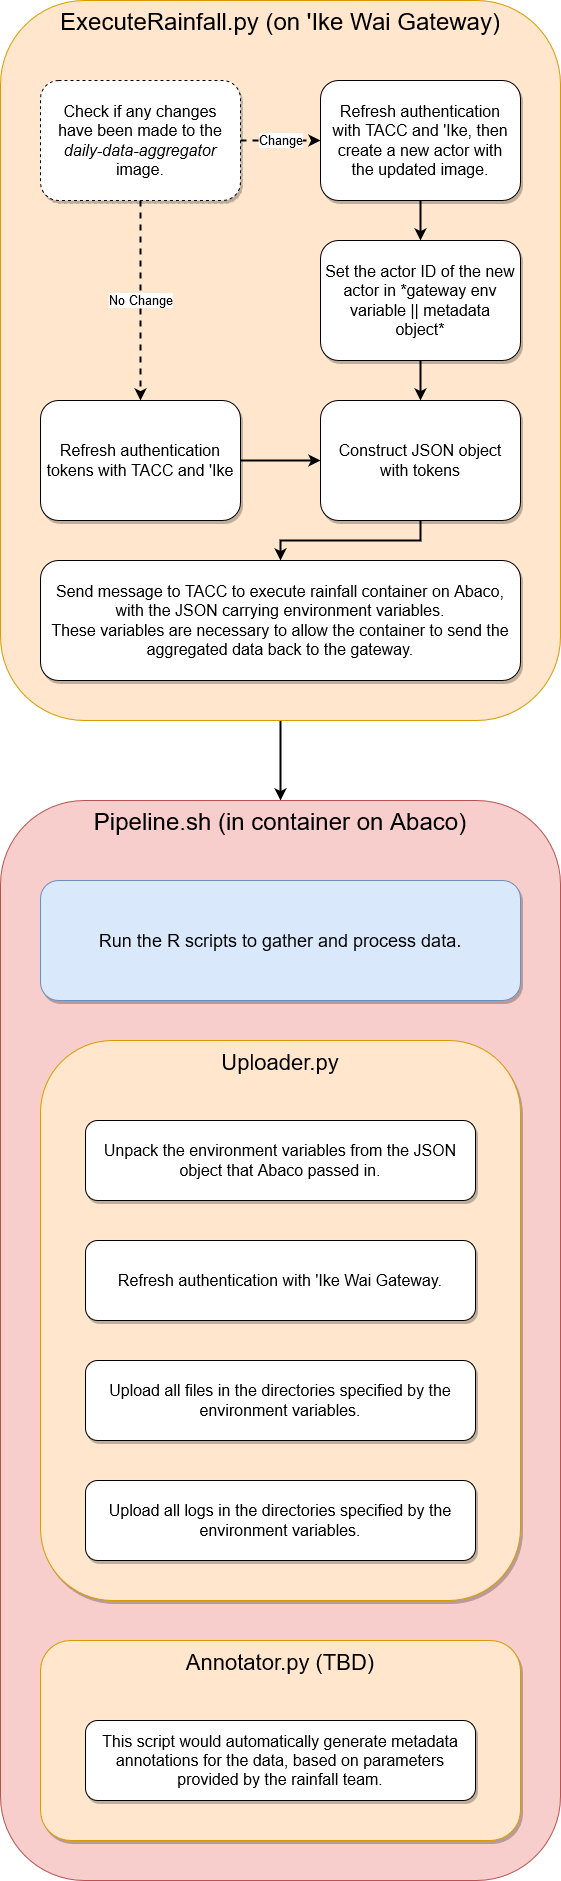 ExecuteRainfall.py (on 'Ike Wai Gateway)
Check if any changes
have been made to the
daily-data-aggregator
image.
Change
Refresh authentication
with TACC and 'Ike, then
create a new actor with
the updated image.
No Change
Set the actor ID of the new
actor in *gateway env
variable || metadata
object*
Refresh authentication
tokens with TACC and 'Ike
Construct JSON object
with tokens
Send message to TACC to execute rainfall container on Abaco,
with the JSON carrying environment variables.
These variables are necessary to allow the container to send the
aggregated data back to the gateway.
Pipeline.sh (in container on Abaco)
Run the R scripts to gather and process data.
Uploader.py
Unpack the environment variables from the JSON
object that Abaco passed in.
Refresh authentication with 'Ike Wai Gateway.
Upload all files in the directories specified by the
environment variables.
Upload all logs in the directories specified by the
environment variables.
Annotator.py (TBD)
This script would automatically generate metadata
annotations for the data, based on parameters
provided by the rainfall team.